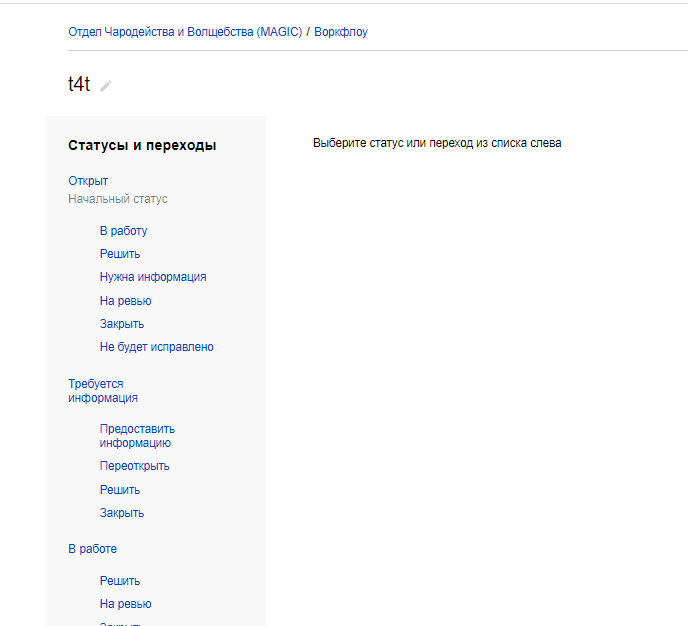 Отдел Чародейства и Волщебства (MAGIC) / Воркфлоу
t4t
Статусы и переходы
Выберите статус или переход из списка слева
Открыт
Начальный статус
В работу
Решить
Нужна информация
На ревью
Закрыть
Не будет исправлено
Требуется
информация
Предоставить
информацию
Переоткрыть
Решить
Закрыть
В работе
Решить
На ревью